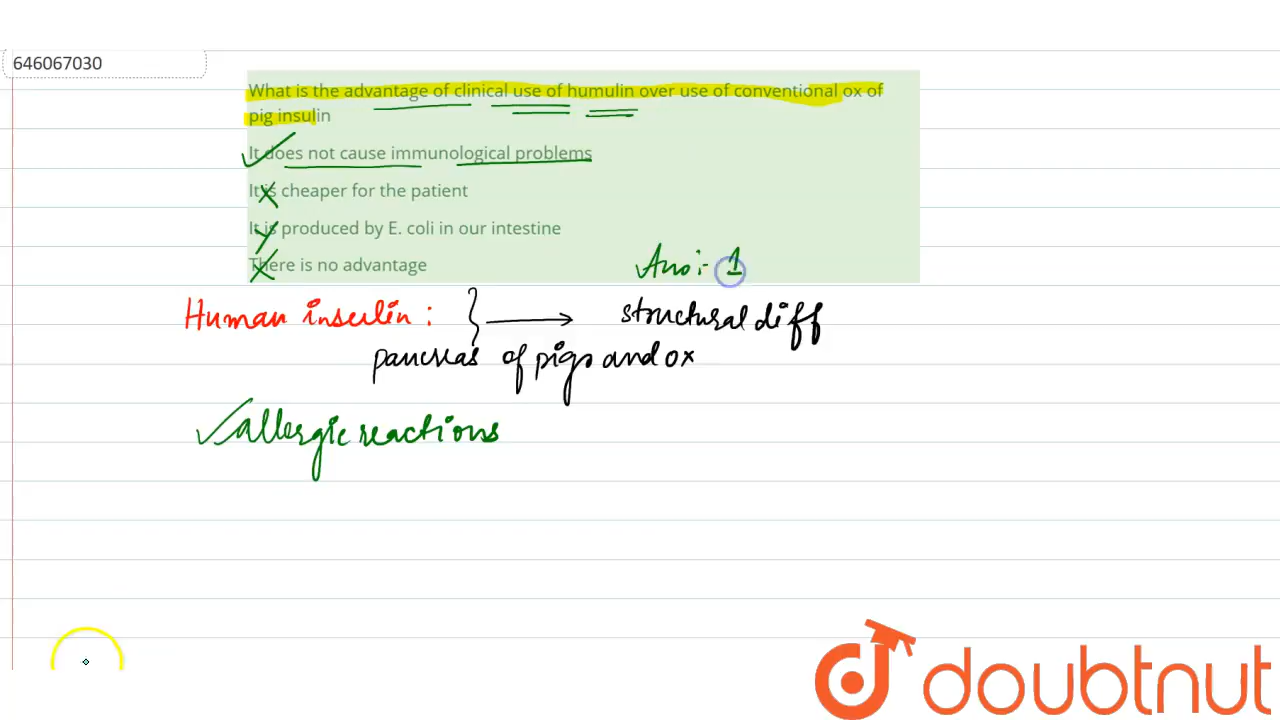 646067030
What is the advantage of clinical use of humulin over use of conventional ox of
pig insulin
It does not cause immunological problems
It is cheaper for the patient
It is produced by E. coli in our intestine
There is no advantage
Ans:- 1
Human insulin :
structural diff
pancreas of pigs and ox
allergic reactions
doubtnut